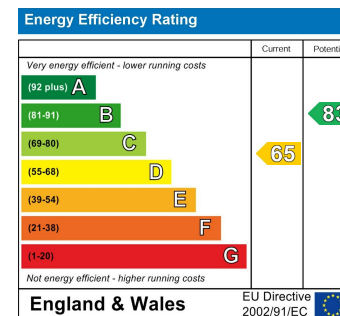 Energy Efficiency Rating
Current
Potenti
Very energy efficient - lower running costs
(92 plus) A
(81-91) B
83
(69-80) C
65
(55-68) D
(39-54) E
(21-38) F
(1-20) G
Not energy efficient - higher running costs
England & Wales
EU Directive
2002/91/EC